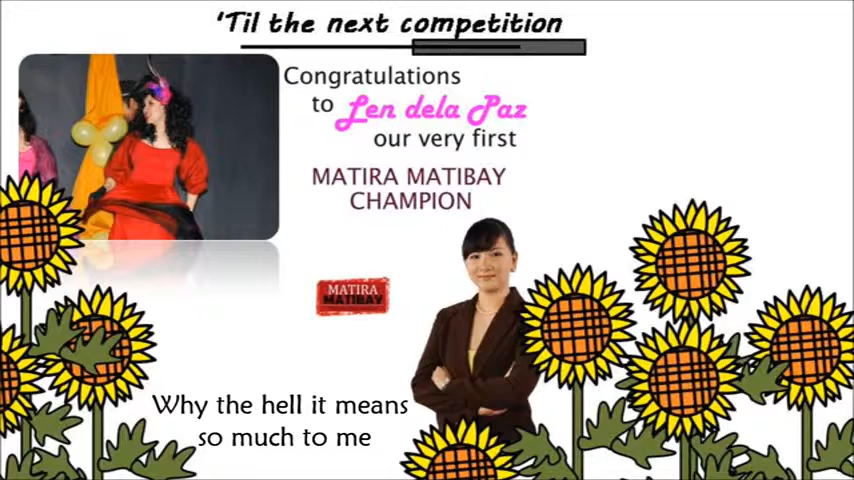 'Til the next competition
Congratulations
to Len dela Paz
our very first
MATIRA MATIBAY
CHAMPION
MATIRA
MATIBAY
Why the hell it means
so much to me